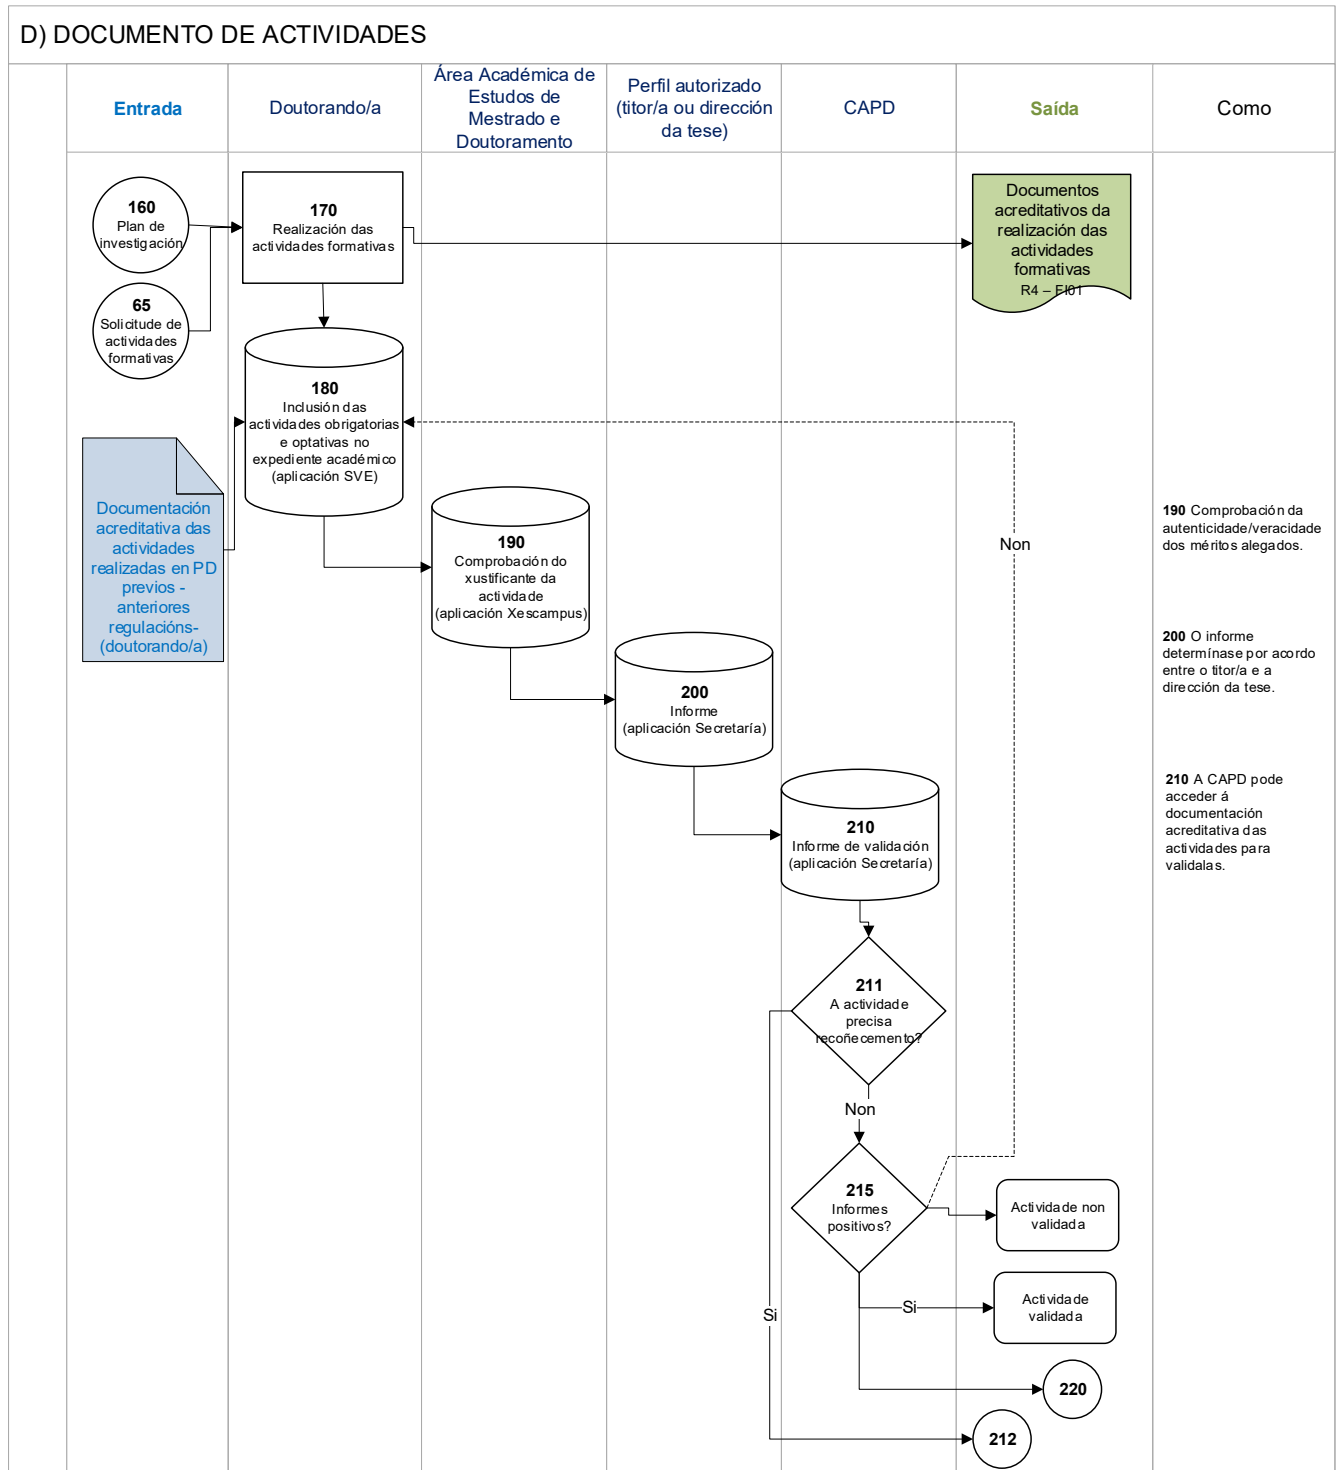 D) DOCUMENTO DE ACTIVIDADES
Entrada
Doutorando/a
Área Académica de
Estudos de
Mestrado e
Doutoramento
Perfil autorizado
(titor/a ou dirección
da tese)
CAPD
Saída
Como
160
Plan de
investigación
170
Realización das
actividades formativas
Documentos
acreditativos da
realización das
actividades
formativas
R4 – FI01
65
Solicitude de
actividades
formativas
180
Inclusión das
actividades obrigatorias
e optativas no
expediente académico
(aplicación SVE)
Documentación
acreditativa das
actividades
realizadas en PD
previos -
anteriores
regulacións-
(doutorando/a)
190
Comprobación do
xustificante da
actividade
(aplicación Xescampus)
Non
190 Comprobación da
autenticidade/veracidade
dos méritos alegados.
200
Informe
(aplicación Secretaría)
200 O informe
determínase por acordo
entre o titor/a e a
dirección da tese.
210
Informe de validación
(aplicación Secretaría)
210 A CAPD pode
acceder á
documentación
acreditativa das
actividades para
validalas.
211
A actividade
precisa
recoñecemento?
Non
215
Informes
positivos?
Actividade non
validada
Si
Si
Actividade
validada
220
212